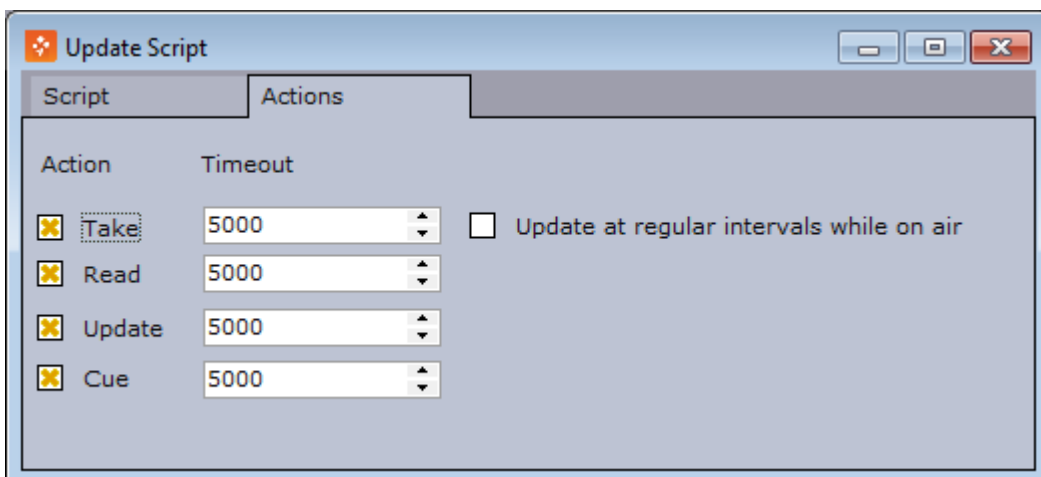 Update Script
Script Actions
Action Timeout
Take 5000 Update at regular intervals while on air
Read 5000
Update 5000
Cue 5000